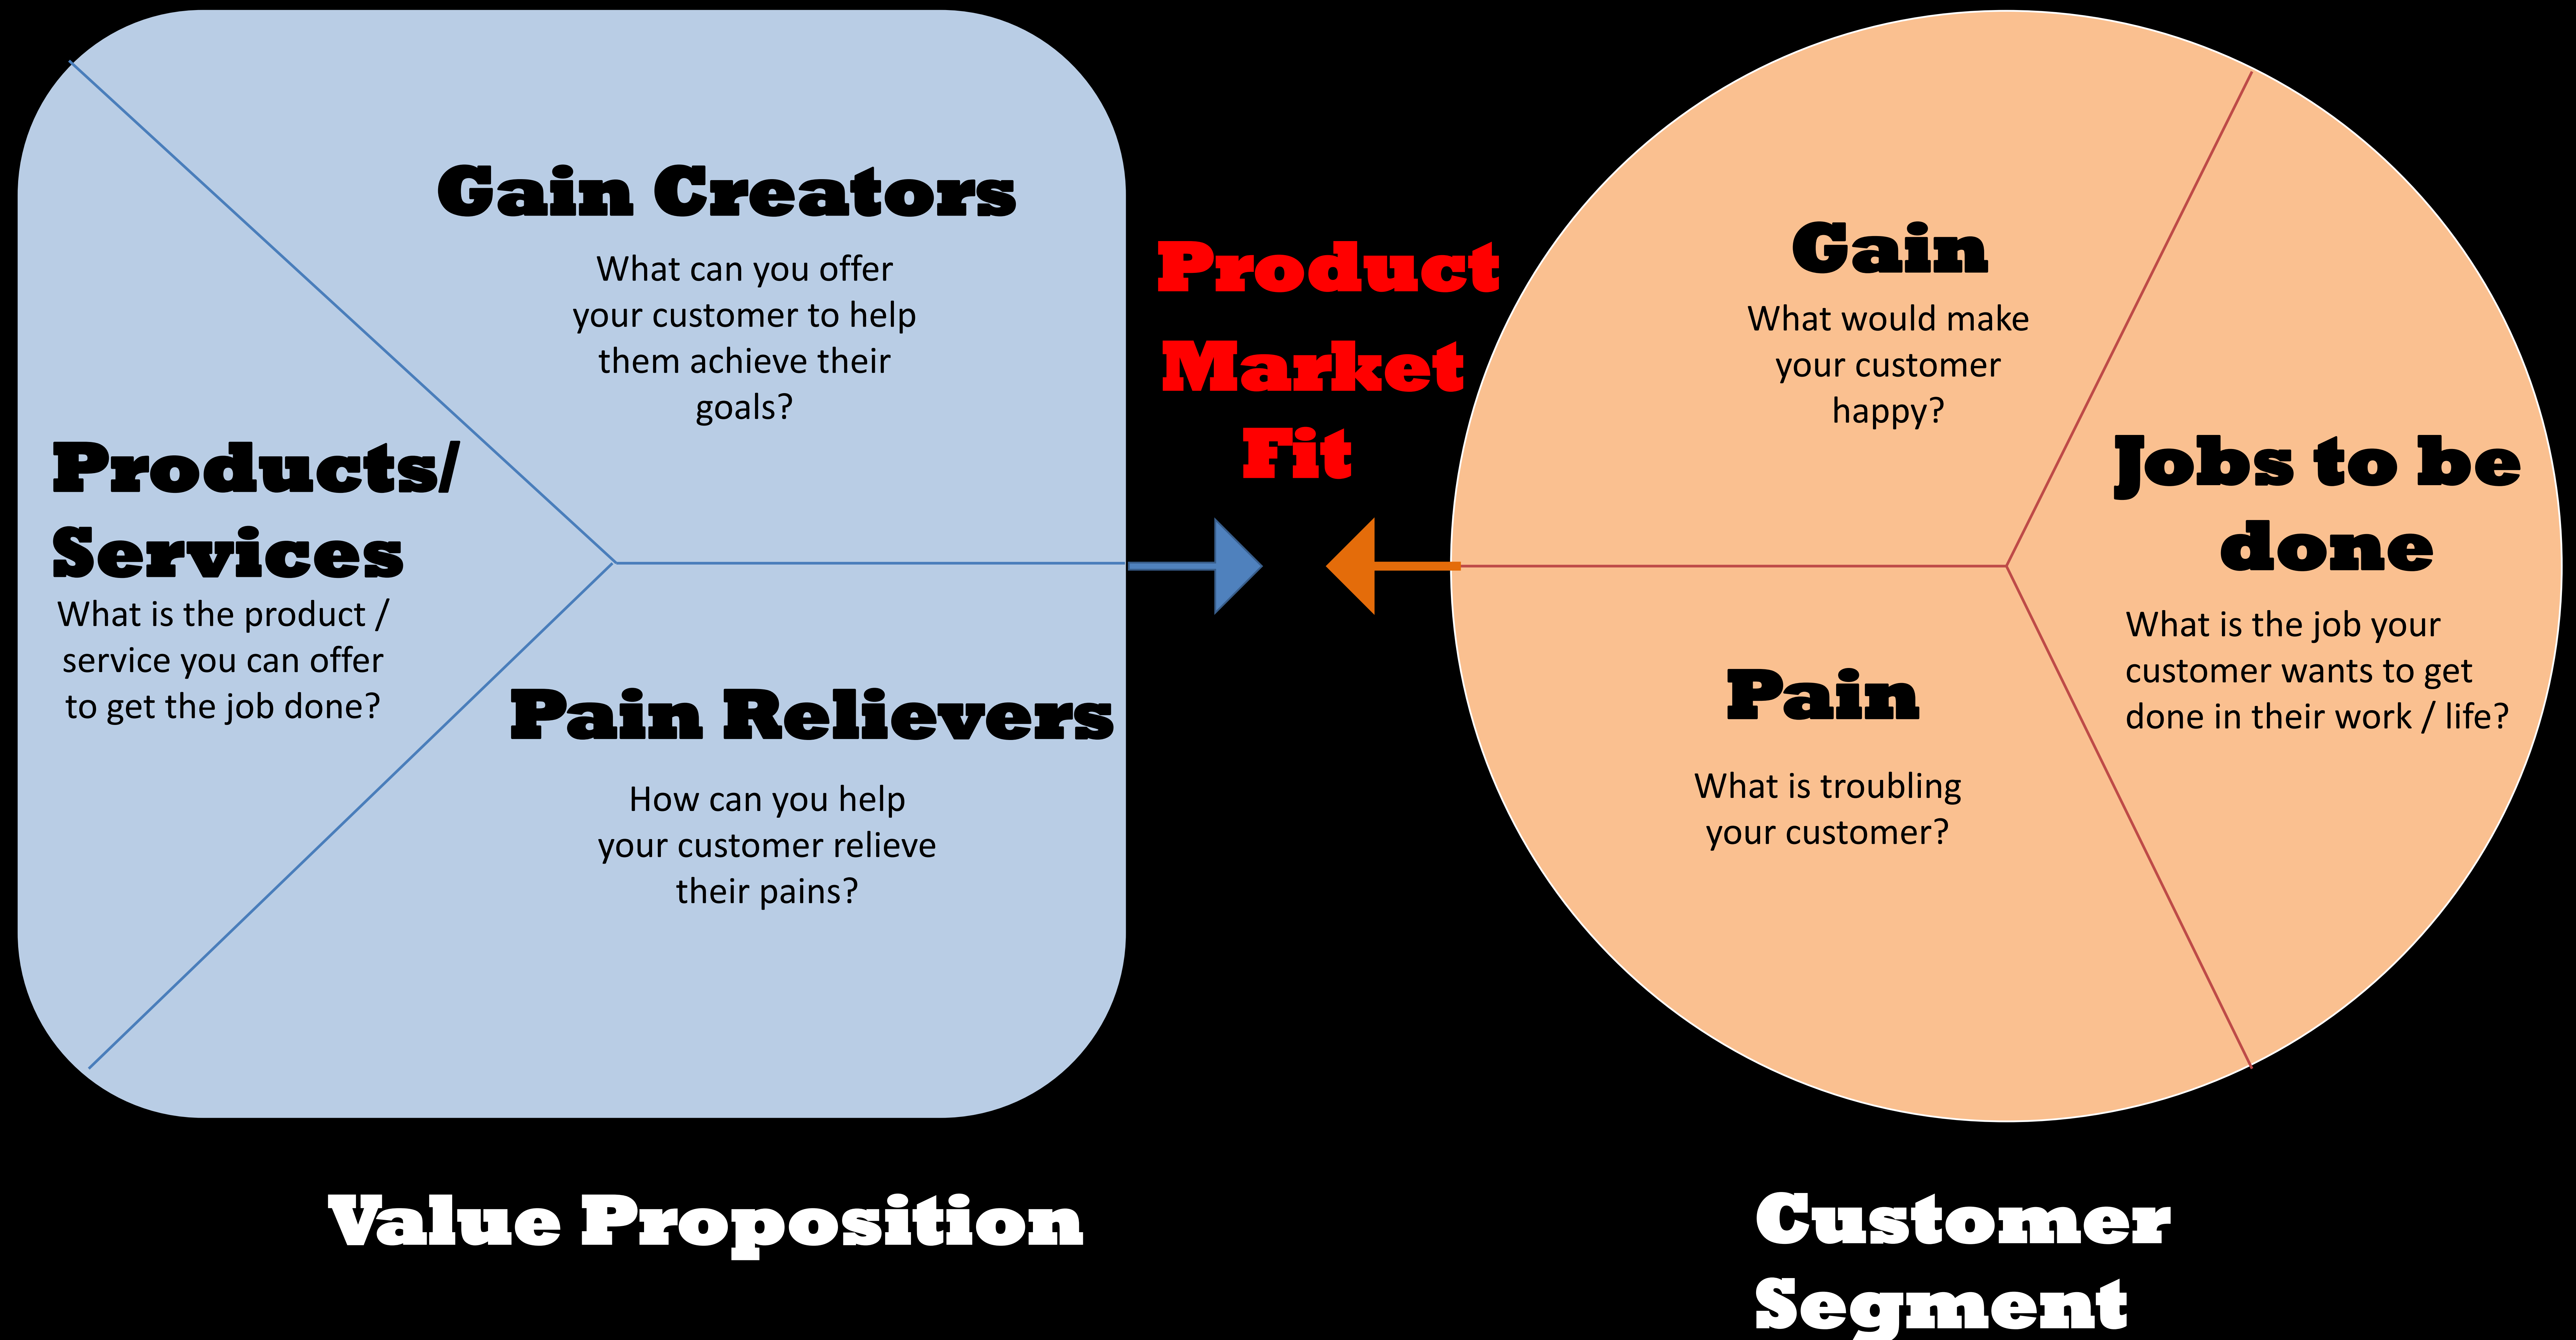 Gain Creators
What can you offer
your customer to help
them achieve their
goals?
Products/
Services
What is the product /
service you can offer
to get the job done?
Pain Relievers
How can you help
your customer relieve
their pains?
Product
Market
Fit
Gain
What would make
your customer
happy?
Jobs to be
done
What is the job your
customer wants to get
done in their work / life?
Pain
What is troubling
your customer?
Value Proposition
Customer
Segment